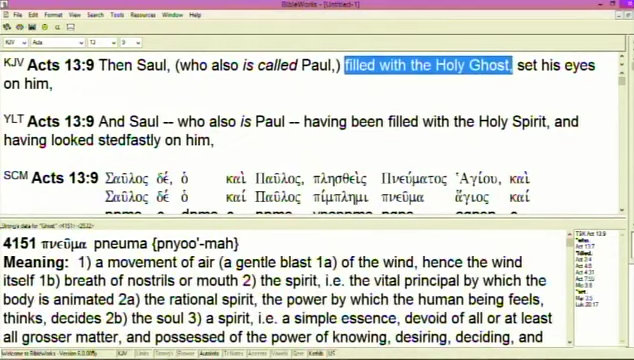 BibleWorks - [Untitled-1]
File Edit View Format Search Tools Resources Window Help
KJV Acts 13:9 Then Saul, (who also is called Paul,) filled with the Holy Ghost, set his eyes
on him,
YLT Acts 13:9 And Saul -- who also is Paul -- having been filled with the Holy Spirit, and
having looked stedfastly on him,
SCM Acts 13:9 Σαῦλος δέ, ὁ καὶ Παῦλος, πλησθεὶς Πνεύματος Ἁγίου, καὶ
Σαῦλος δέ ὁ καί Παῦλος πίμπλημι πνεῦμα ἅγιος καί
4151 πνεῦμα pneuma {pnyoo'-mah}
Meaning: 1) a movement of air (a gentle blast 1a) of the wind, hence the wind
itself 1b) breath of nostrils or mouth 2) the spirit, i.e. the vital principal by which the
body is animated 2a) the rational spirit, the power by which the human being feels,
thinks, decides 2b) the soul 3) a spirit, i.e. a simple essence, devoid of all or at least
all grosser matter, and possessed of the power of knowing, desiring, deciding, and